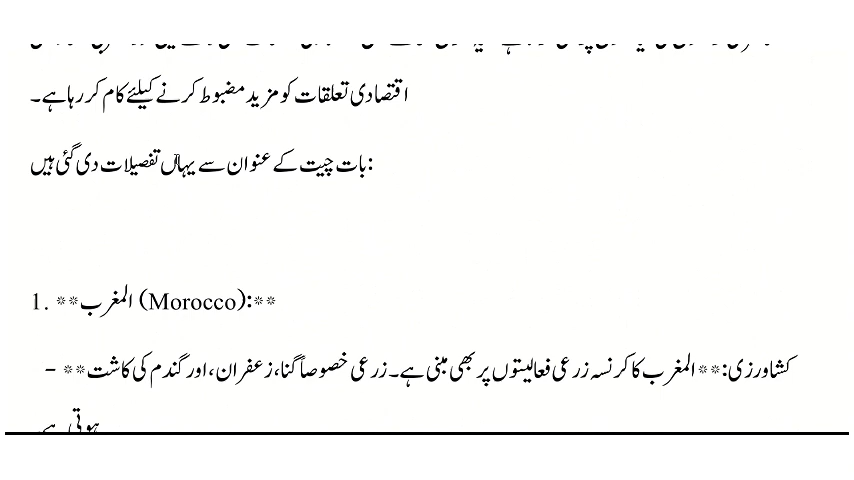 اقتصادی تعلقات کو مزید مضبوط کرنے کیلئے کام کر رہا ہے۔
بات چیت کے عنوان سے یہاں تفصیلات دی گئی ہیں:
1. **المغرب (Morocco):**
- **کشاورزی:** المغرب کا کرنسہ زرعی فعالیتوں پر بھی مبنی ہے۔ زرعی خصوصاً گنا، زعفران، اور گندم کی کاشت
ہوتی ہے۔